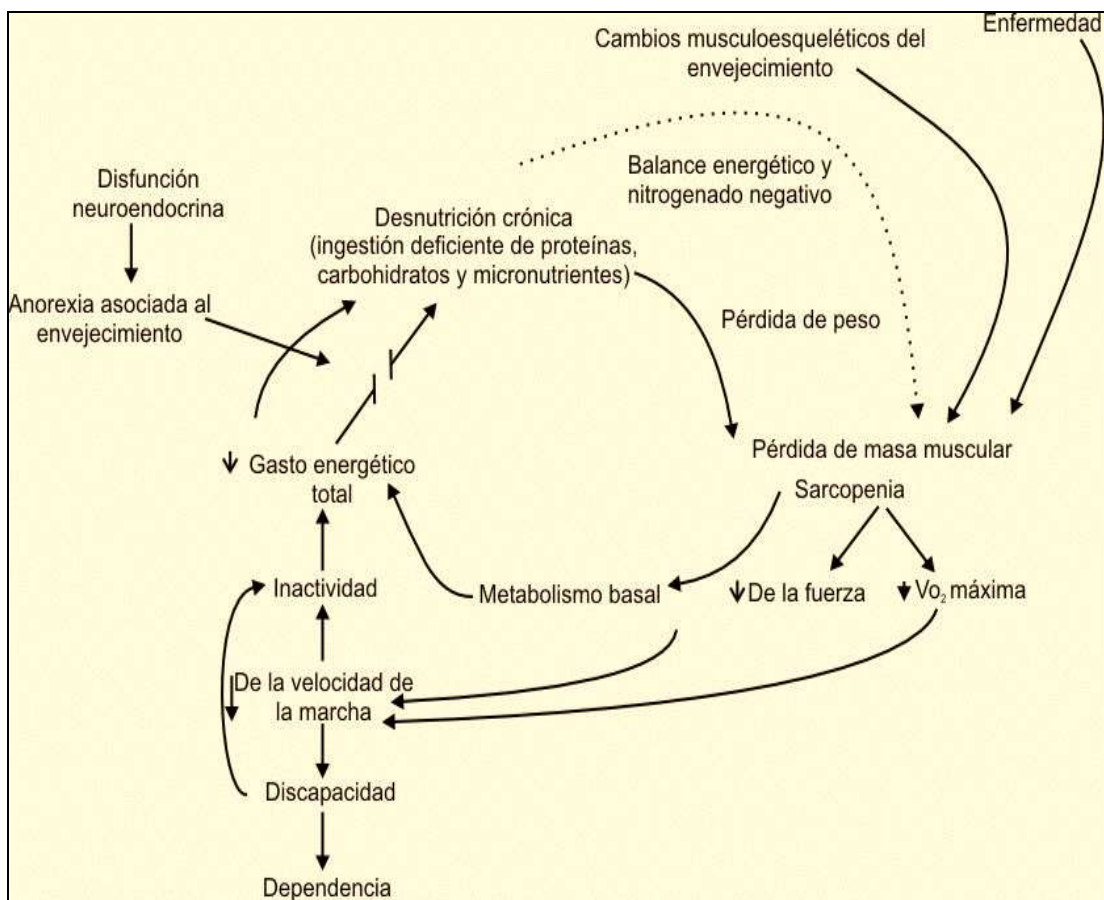 Enfermedad
Cambios musculoesqueléticos del
envejecimiento
Balance energético y
nitrogenado negativo
Disfunción
neuroendocrina
Desnutrición crónica
(ingestión deficiente de proteínas,
carbohidratos y micronutrientes)
Anorexia asociada al
envejecimiento
Pérdida de peso
Pérdida de masa muscular
Sarcopenia
Gasto energético
total
Inactividad
Metabolismo basal
De la fuerza
Vo₂ máxima
De la velocidad de
la marcha
Discapacidad
Dependencia